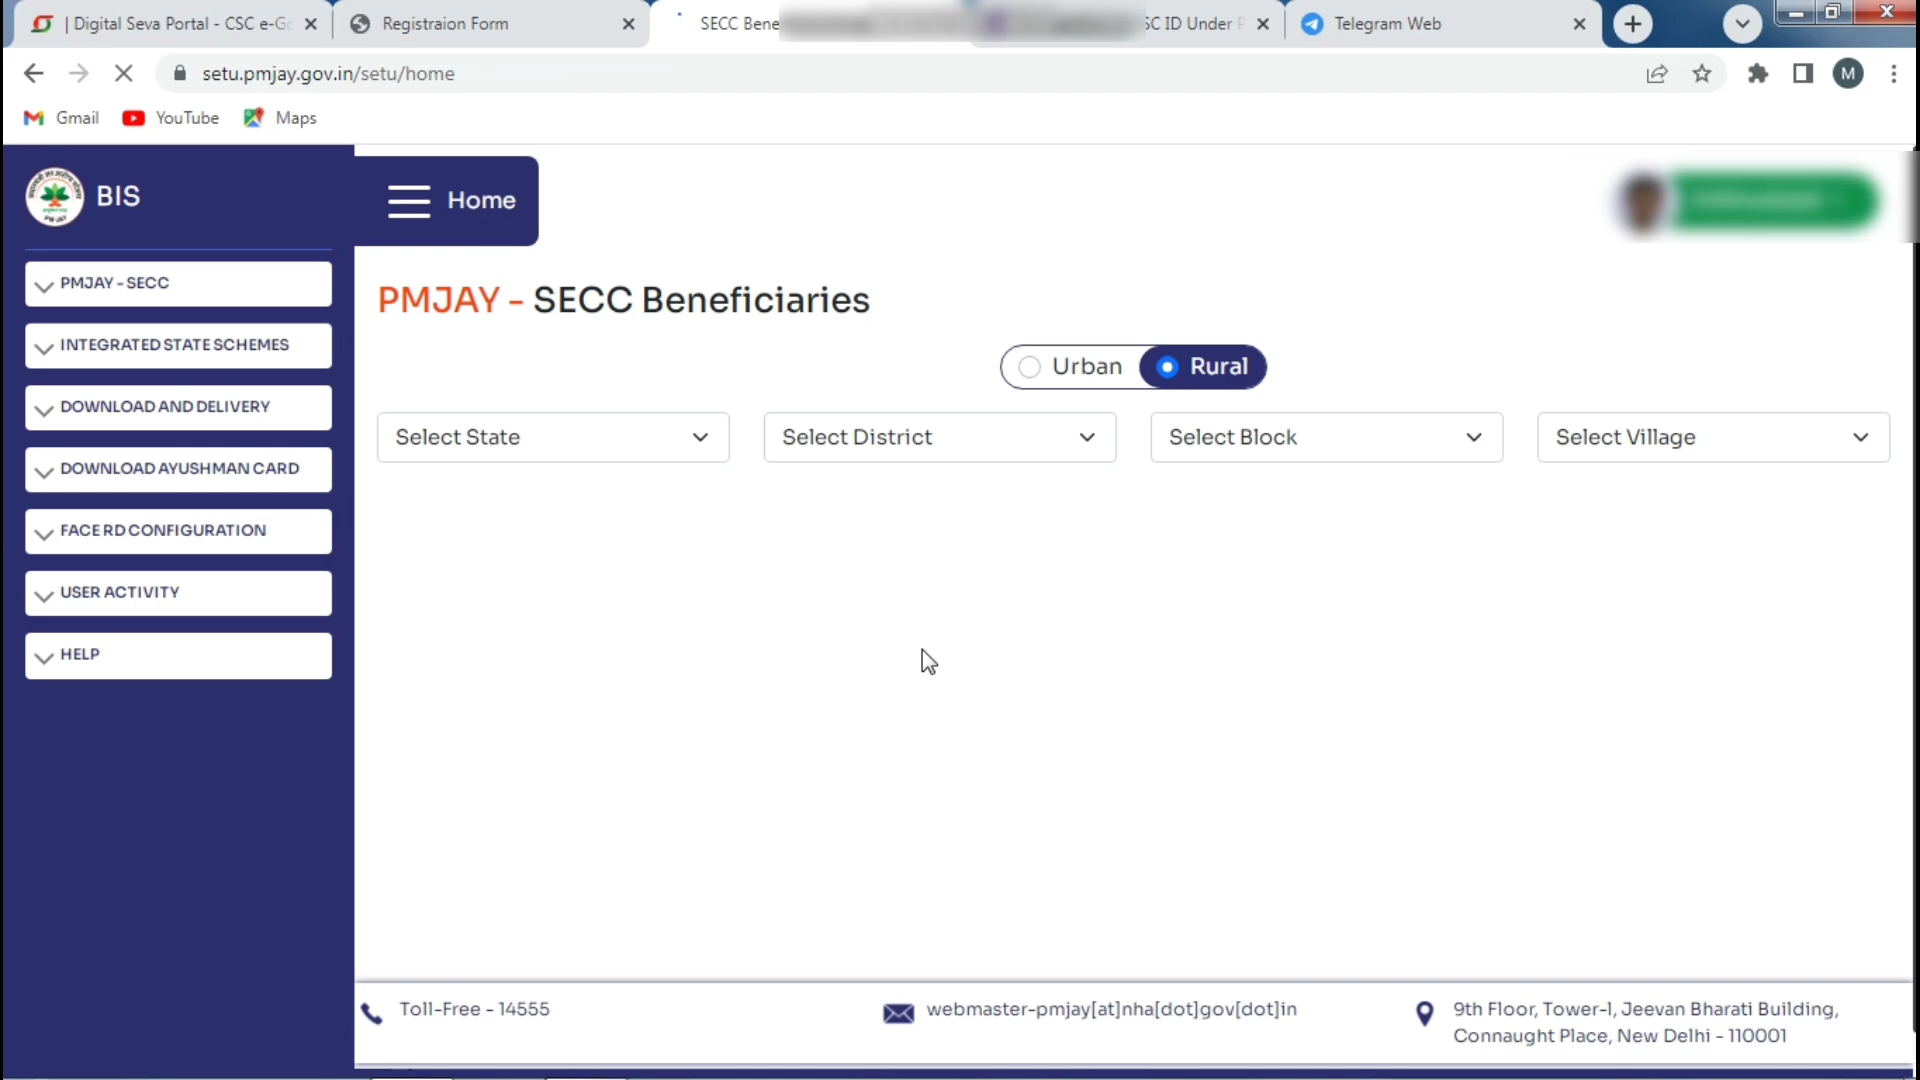 | Digital Seva Portal - CSC e-Go
Registraion Form
SECC Bene
SC ID Under P
Telegram Web
setu.pmjay.gov.in/setu/home
M
Gmail
YouTube
Maps
BIS
Home
PMJAY - SECC
INTEGRATED STATE SCHEMES
DOWNLOAD AND DELIVERY
DOWNLOAD AYUSHMAN CARD
FACE RD CONFIGURATION
USER ACTIVITY
HELP
PMJAY - SECC Beneficiaries
Urban
Rural
Select State
Select District
Select Block
Select Village
Toll-Free - 14555
webmaster-pmjay[at]nha[dot]gov[dot]in
9th Floor, Tower-l, Jeevan Bharati Building,
Connaught Place, New Delhi - 110001